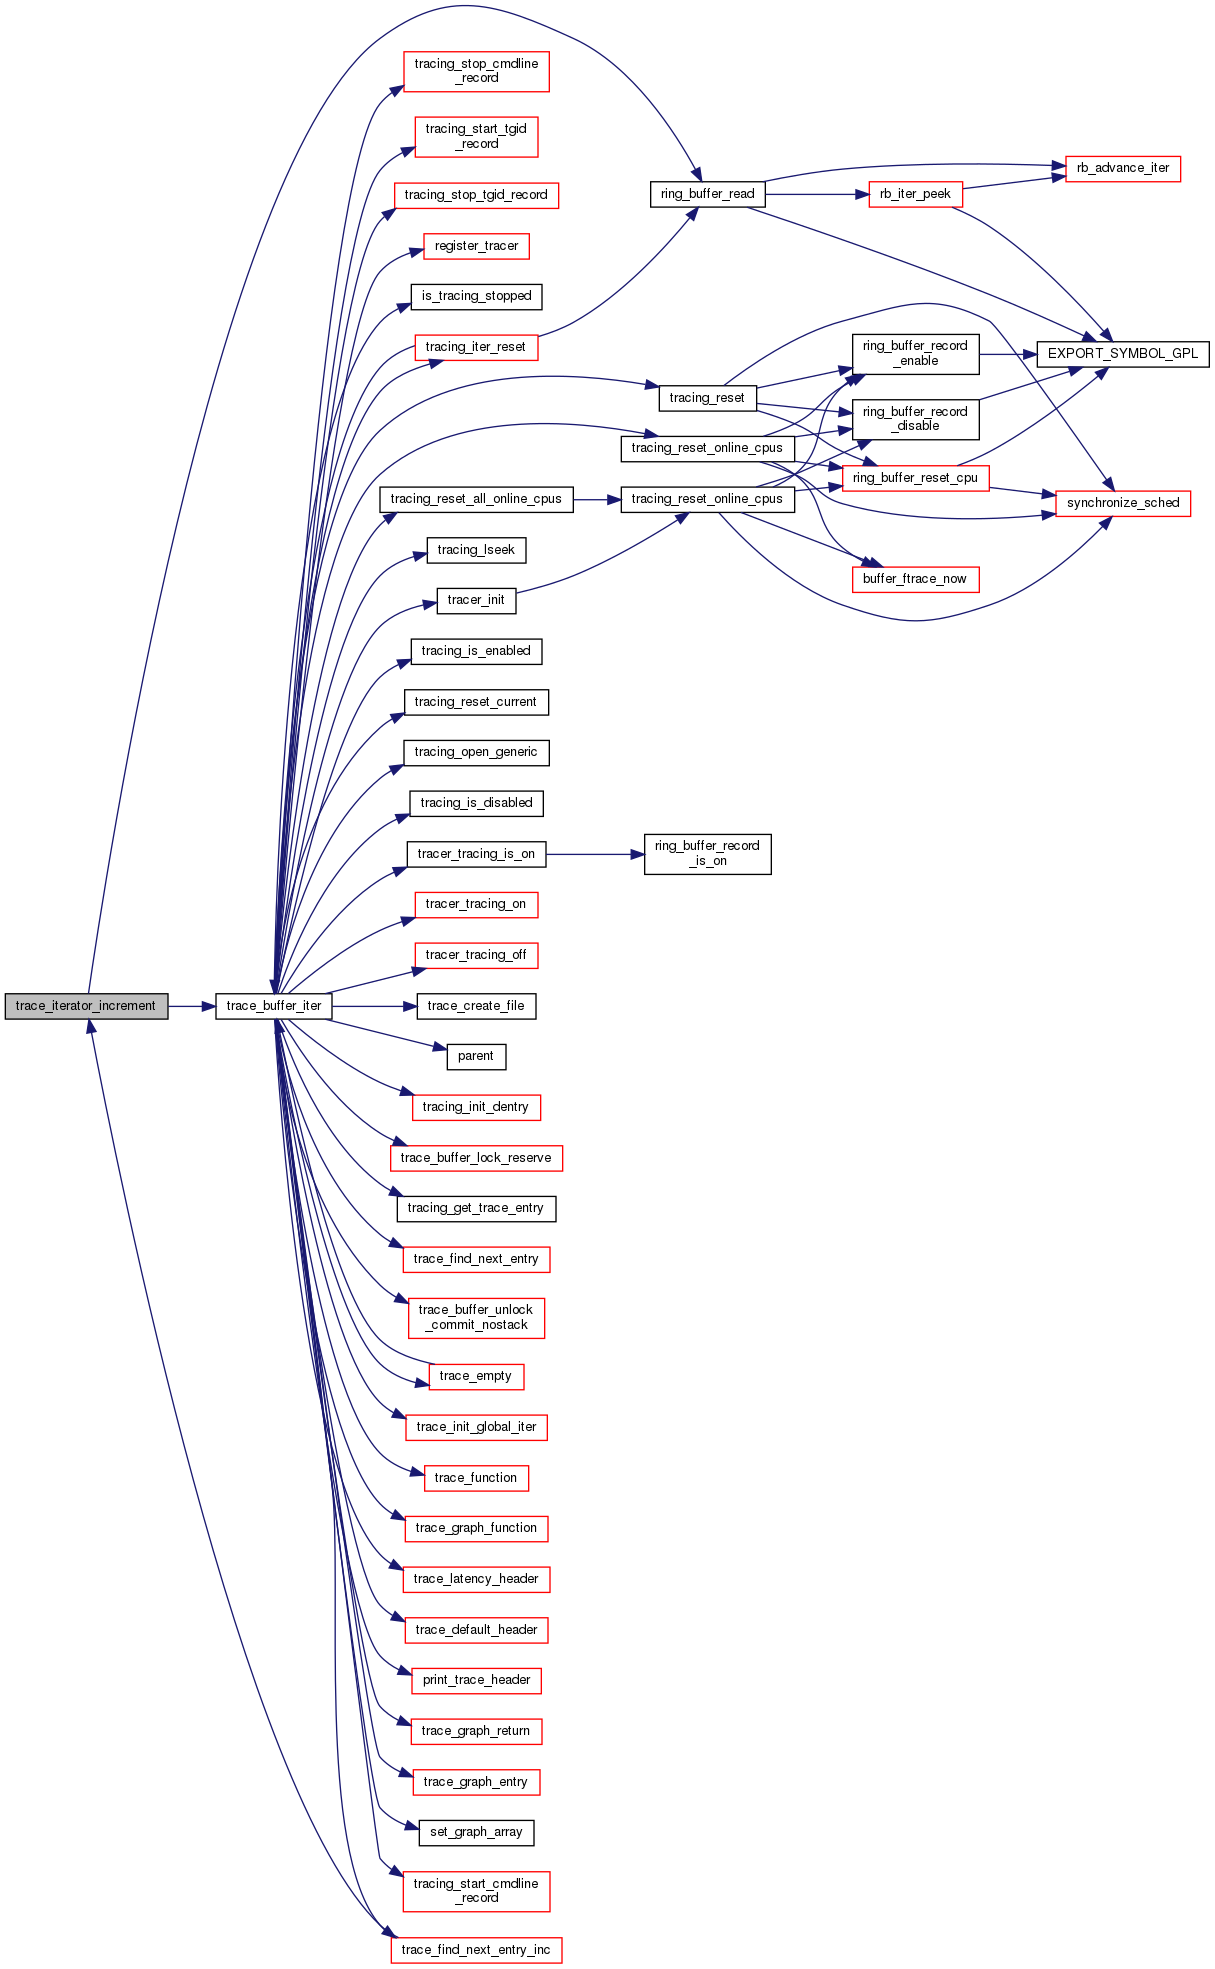 tracing_stop_cmdline
_record
tracing_start_tgid
_record
tracing_stop_tgid_record
register_tracer
is_tracing_stopped
tracing_iter_reset
ring_buffer_read
rb_iter_peek
rb_advance_iter
EXPORT_SYMBOL_GPL
ring_buffer_record
_enable
tracing_reset
ring_buffer_record
_disable
tracing_reset_online_cpus
ring_buffer_reset_cpu
tracing_reset_all_online_cpus
tracing_reset_online_cpus
synchronize_sched
tracing_lseek
buffer_ftrace_now
tracer_init
tracing_is_enabled
tracing_reset_current
tracing_open_generic
tracing_is_disabled
tracer_tracing_is_on
ring_buffer_record
_is_on
tracer_tracing_on
tracer_tracing_off
trace_iterator_increment
trace_buffer_iter
trace_create_file
parent
tracing_init_dentry
trace_buffer_lock_reserve
tracing_get_trace_entry
trace_find_next_entry
trace_buffer_unlock
_commit_nostack
trace_empty
trace_init_global_iter
trace_function
trace_graph_function
trace_latency_header
trace_default_header
print_trace_header
trace_graph_return
trace_graph_entry
set_graph_array
tracing_start_cmdline
_record
trace_find_next_entry_inc